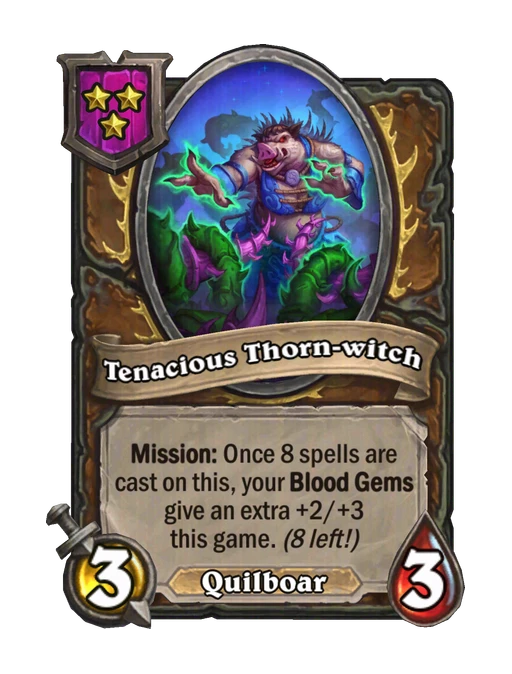 Tenacious Thorn-witch
Mission: Once 8 spells are
cast on this, your Blood Gems
give an extra +2/+3
this game. (8 left!)
3
Quilboar
3